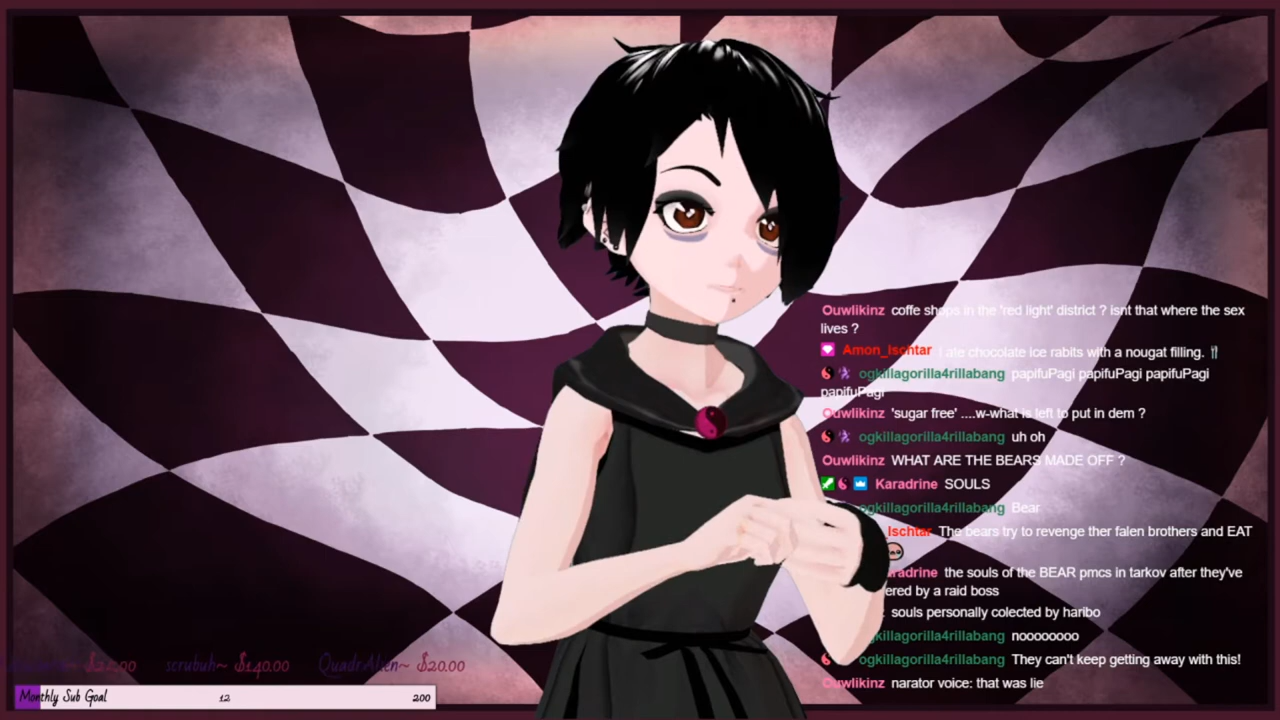 Ouwlikinz coffe shops in the 'red light' district ? isnt that where the sex
lives ?
Amon_Ischtar I ate chocolate ice rabits with a nougat filling.
ogkillagorilla4rillabang papifuPagi papifuPagi papifuPagi
papifuPagi
Ouwlikinz 'sugar free' ....w-what is left to put in dem ?
ogkillagorilla4rillabang uh oh
Ouwlikinz WHAT ARE THE BEARS MADE OFF ?
Karadrine SOULS
ogkillagorilla4rillabang Bear
Ischtar The bears try to revenge ther falen brothers and EAT
radrine the souls of the BEAR pmcs in tarkov after they've
ered by a raid boss
souls personally colected by haribo
killagorilla4rillabang nooooooooo
gkillagorilla4rillabang They can't keep getting away with this!
Ouwlikinz narator voice: that was lie
scrubuh~ $140.00 QuadrAlien~ $20.00
Monthly Sub Goal 12 200